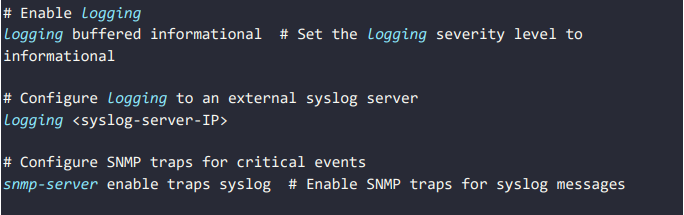 # Enable logging
logging buffered informational  # Set the logging severity level to
informational
# Configure logging to an external syslog server
logging <syslog-server-IP>
# Configure SNMP traps for critical events
snmp-server enable traps syslog  # Enable SNMP traps for syslog messages